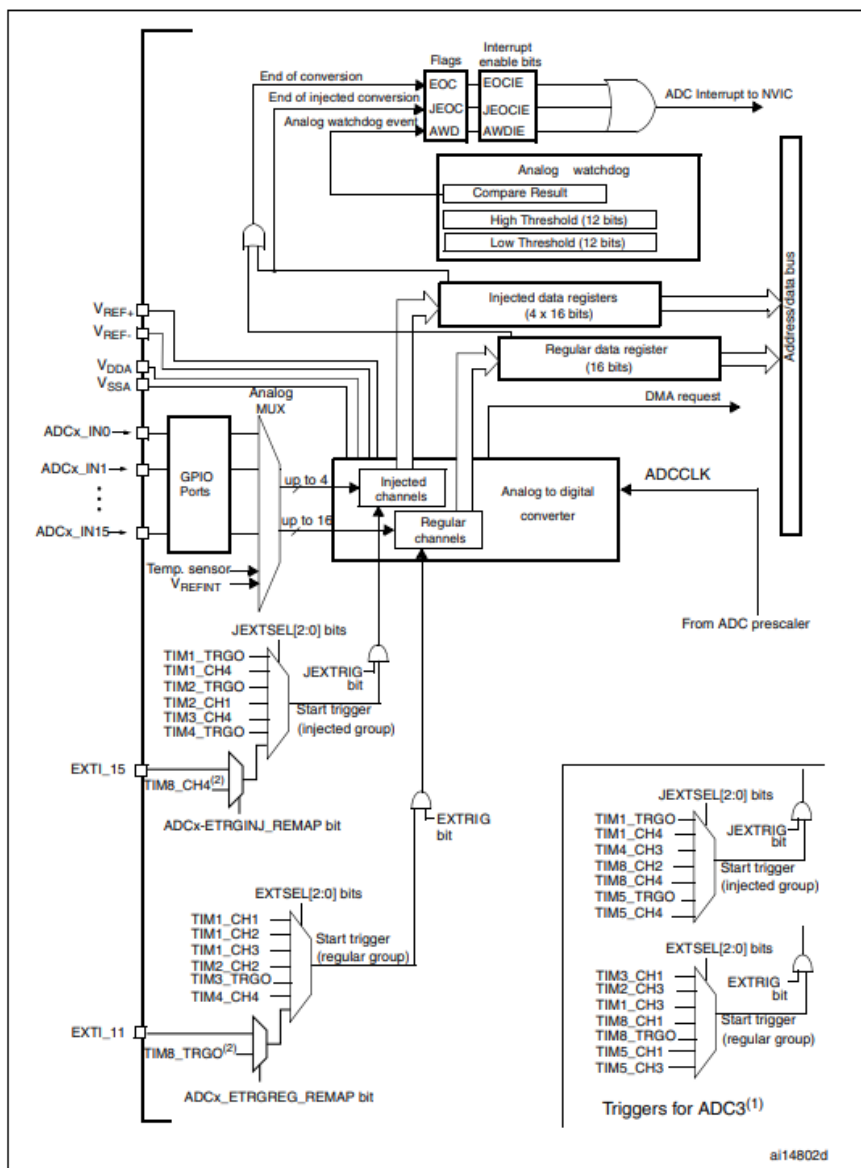 Flags
Interrupt
enable bits
End of conversion
EOC
EOCIE
End of injected conversion
JEOC
JEOCIE
ADC Interrupt to NVIC
Analog watchdog event
AWD
AWDIE
Analog watchdog
Compare Result
High Threshold (12 bits)
Low Threshold (12 bits)
Address/data bus
Injected data registers
(4 x 16 bits)
Regular data register
(16 bits)
VREF+
VREF-
VDDA
VSSA
Analog
MUX
DMA request
ADCx_IN0
ADCx_IN1
ADCx_IN15
GPIO
Ports
up to 4
up to 16
Injected
channels
Regular
channels
Analog to digital
converter
ADCCLK
Temp. sensor
VREFINT
From ADC prescaler
JEXTSEL[2:0] bits
TIM1_TRGO
TIM1_CH4
TIM2_TRGO
TIM2_CH1
TIM3_CH4
TIM4_TRGO
JEXTRIG
bit
Start trigger
(injected group)
EXTI_15
TIM8_CH4(2)
ADCx-ETRGINJ_REMAP bit
EXTRIG
bit
EXTSEL[2:0] bits
TIM1_CH1
TIM1_CH2
TIM1_CH3
TIM2_CH2
TIM3_TRGO
TIM4_CH4
Start trigger
(regular group)
EXTI_11
TIM8_TRGO(2)
ADCx_ETRGREG_REMAP bit
JEXTSEL[2:0] bits
TIM1_TRGO
TIM1_CH4
TIM4_CH3
TIM8_CH2
TIM8_CH4
TIM5_TRGO
TIM5_CH4
JEXTRIG
bit
Start trigger
(injected group)
EXTSEL[2:0] bits
TIM3_CH1
TIM2_CH3
TIM1_CH3
TIM8_CH1
TIM8_TRGO
TIM5_CH1
TIM5_CH3
EXTRIG
bit
Start trigger
(regular group)
Triggers for ADC3(1)
ai14802d